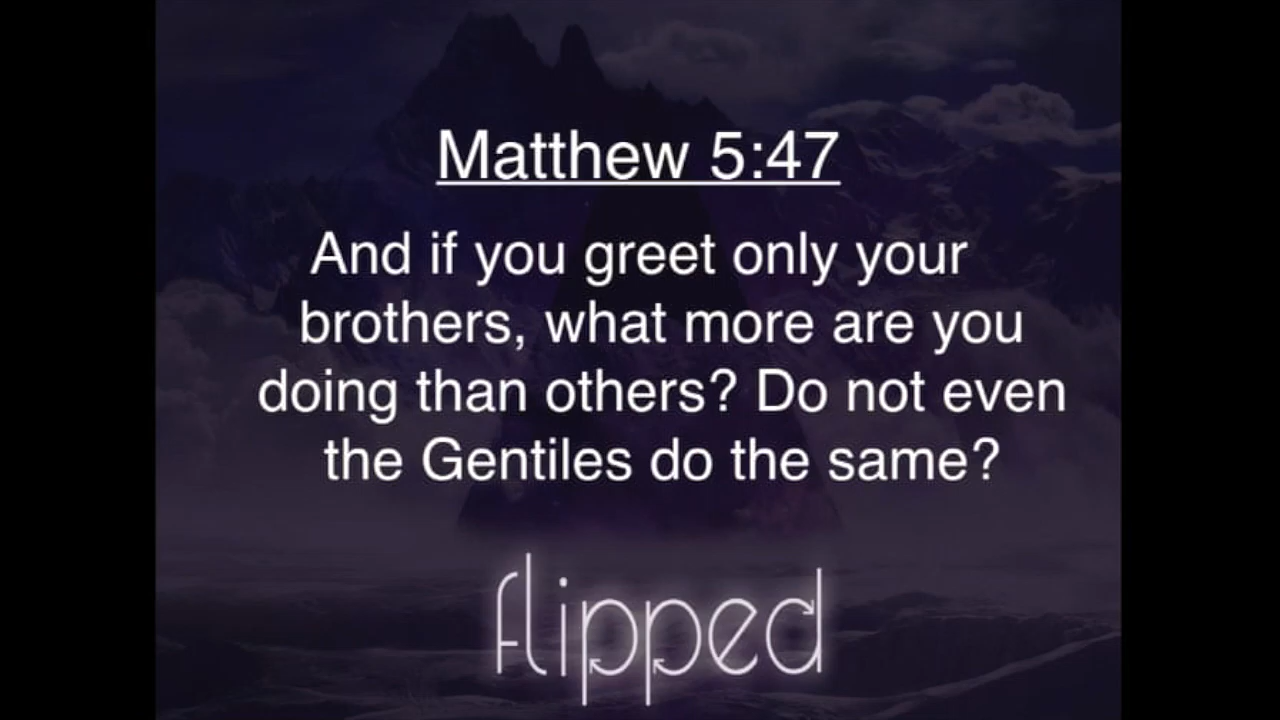 Matthew 5:47
And if you greet only your
brothers, what more are you
doing than others? Do not even
the Gentiles do the same?
flipped